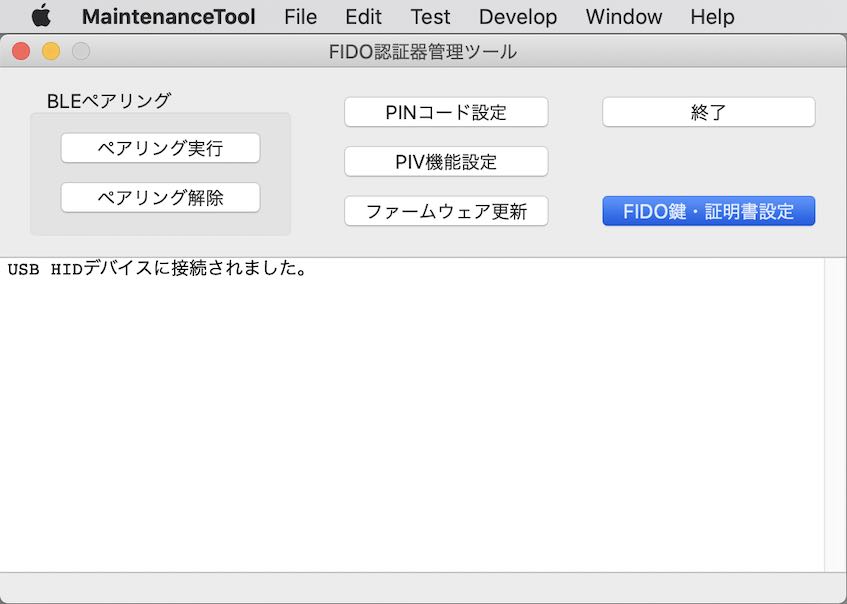 MaintenanceTool File Edit Test Develop Window Help
FIDO認証器管理ツール
BLEペアリング
ペアリング実行
ペアリング解除
PINコード設定
PIV機能設定
ファームウェア更新
終了
FIDO鍵・証明書設定
USB HIDデバイスに接続されました。